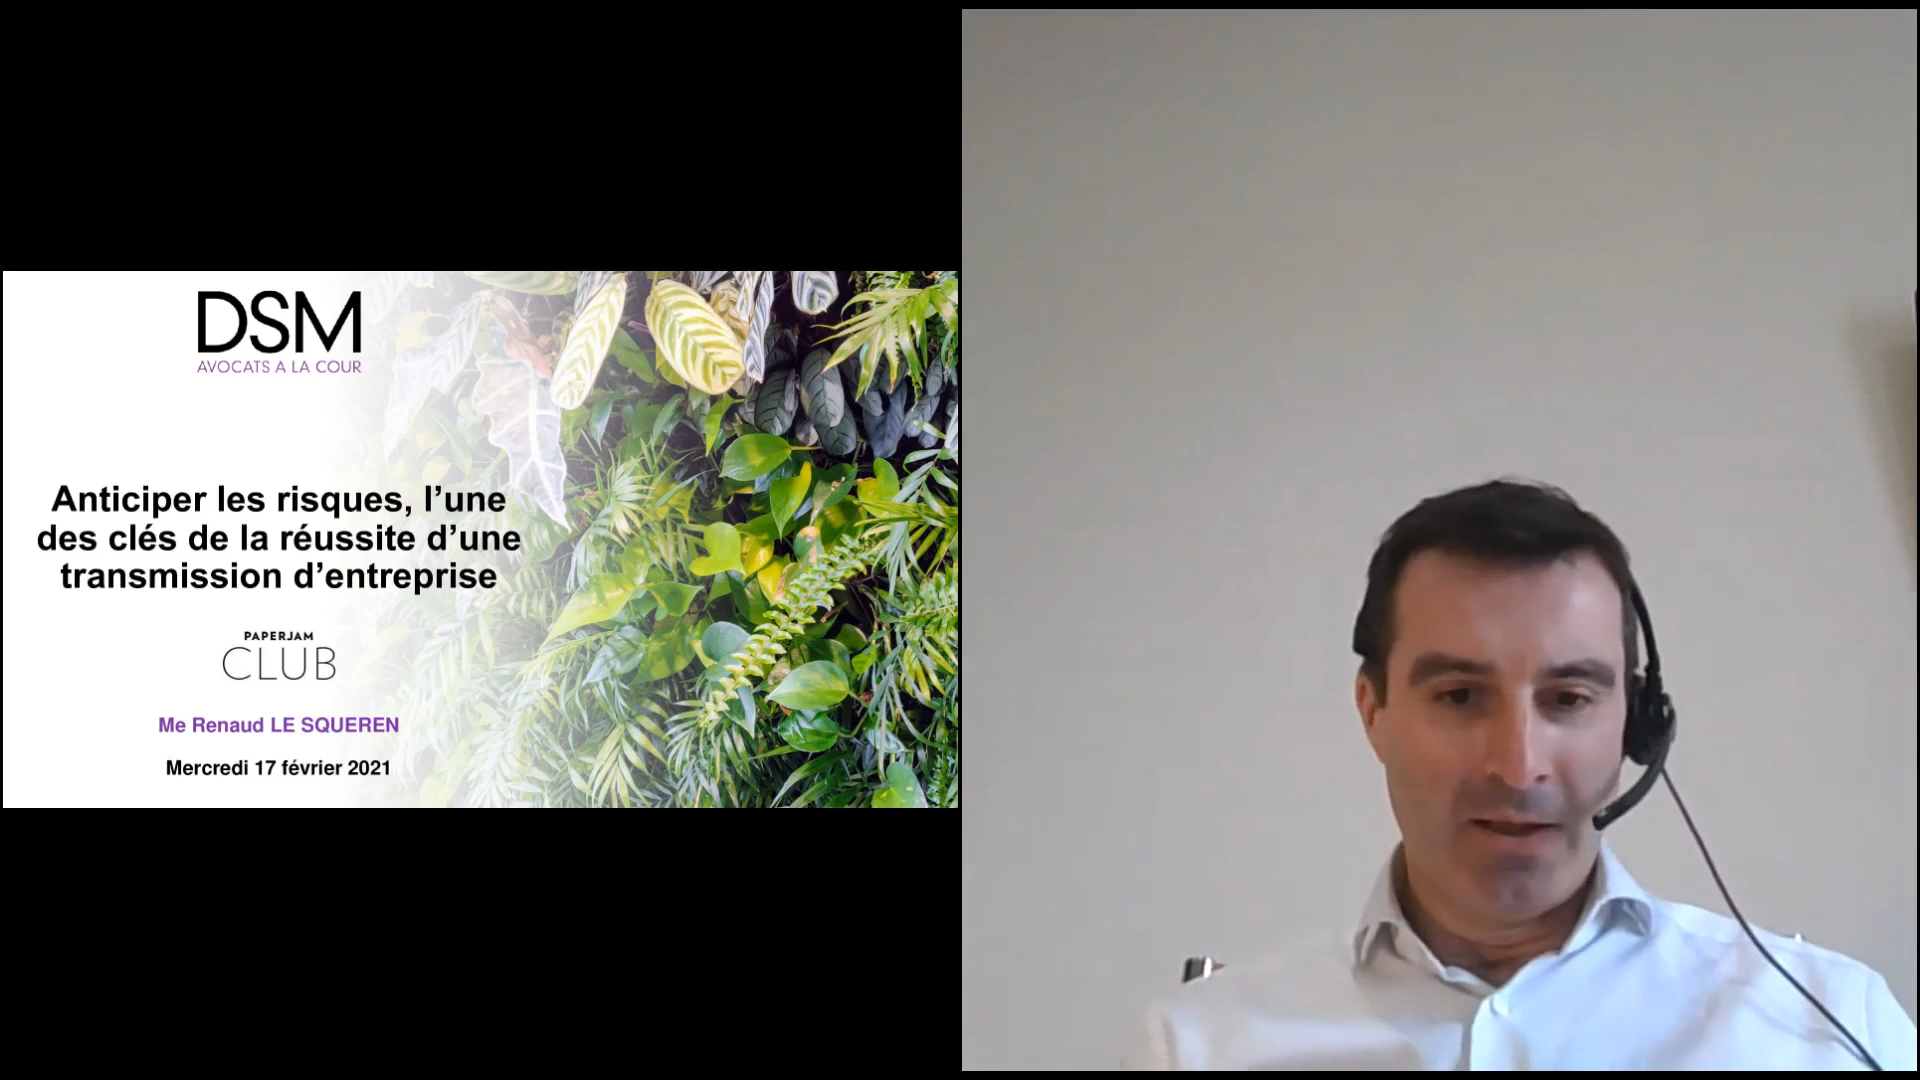 DSM
AVOCATS A LA COUR
Anticiper les risques, l’une
des clés de la réussite d’une
transmission d’entreprise
PAPERJAM
CLUB
Me Renaud LE SQUEREN
Mercredi 17 février 2021